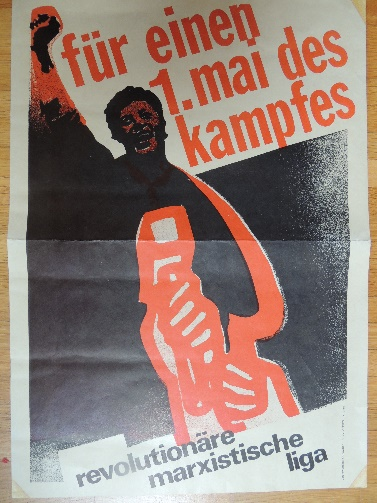 für einen
1. mai des
kampfes
revolutionäre
marxistische
liga